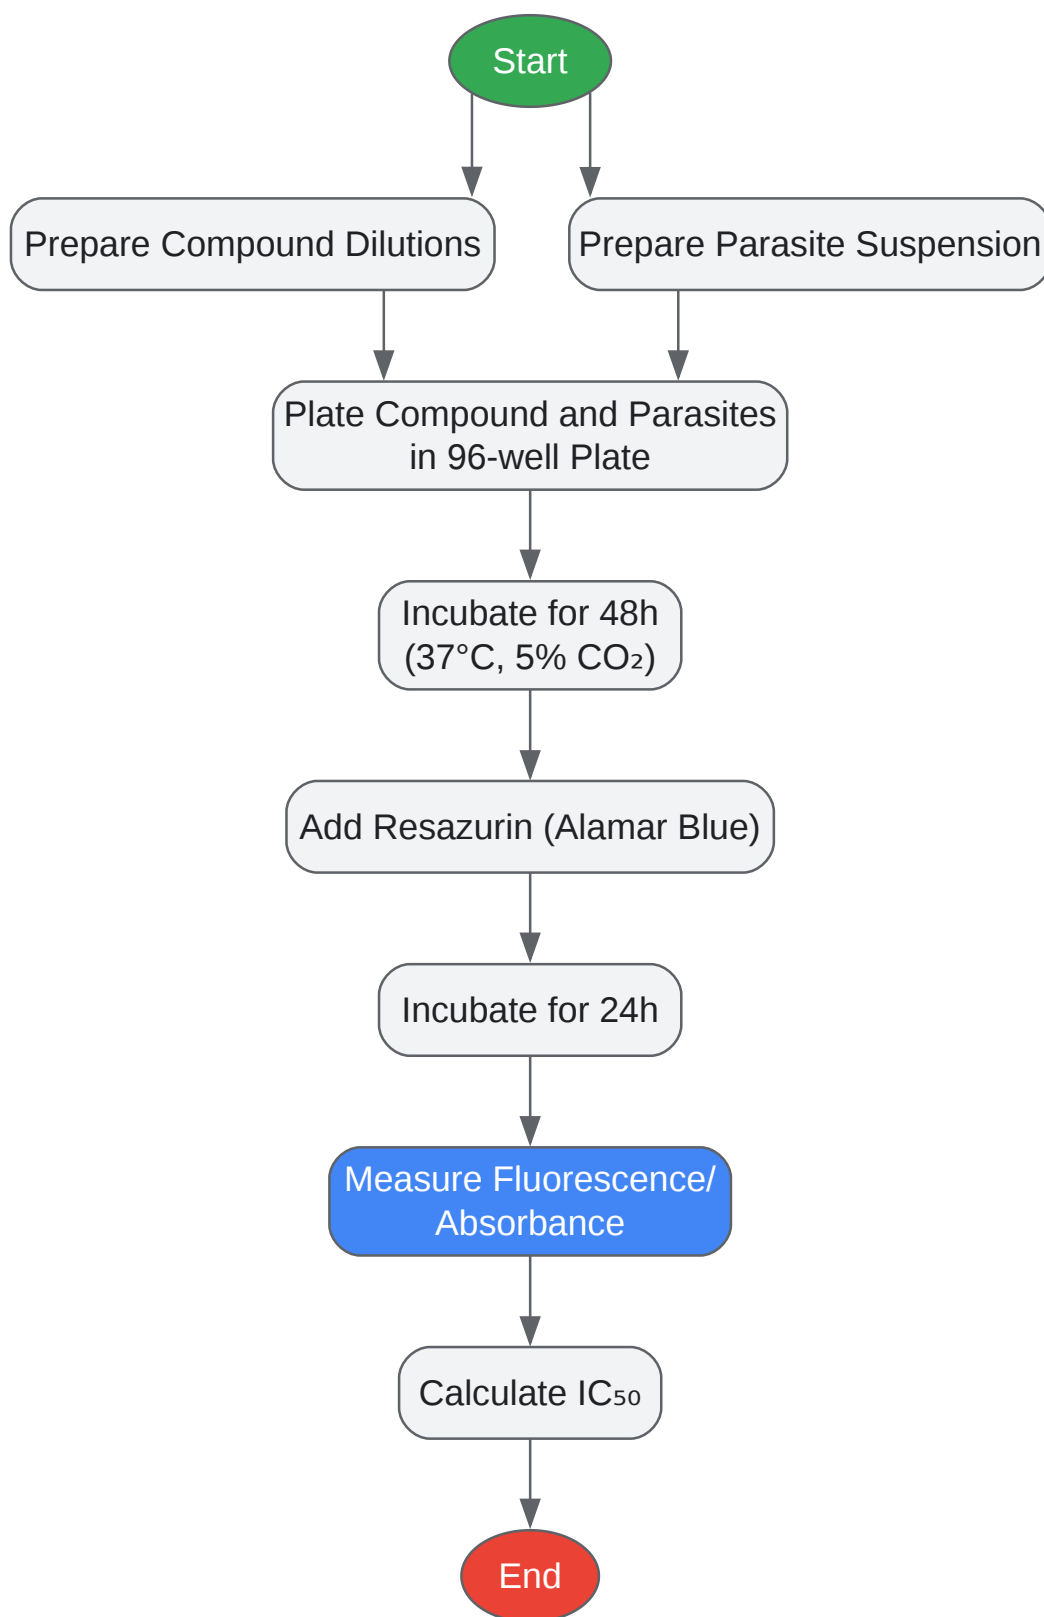 Start
Prepare Compound Dilutions
Prepare Parasite Suspension
Plate Compound and Parasites
in 96-well Plate
Incubate for 48h
(37°C, 5% CO₂)
Add Resazurin (Alamar Blue)
Incubate for 24h
Measure Fluorescence/
Absorbance
Calculate IC₅₀
End